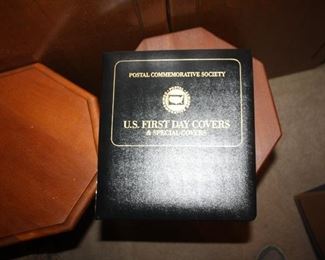 POSTAL COMMEMORATIVE SOCIETY
U.S. FIRST DAY COVERS
& SPECIAL COVERS